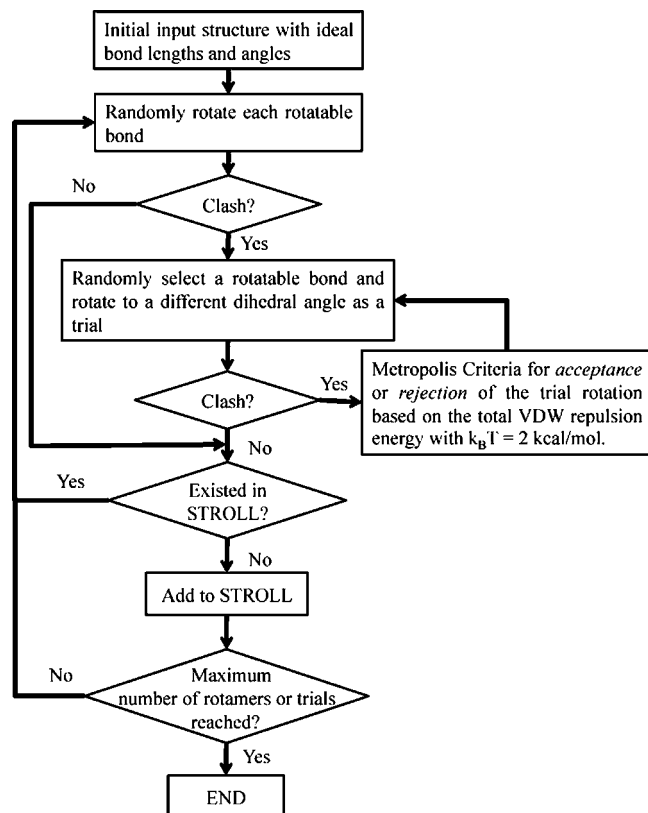 Initial input structure with ideal
bond lengths and angles
Randomly rotate each rotatable
bond
No
Clash?
Yes
Randomly select a rotatable bond and
rotate to a different dihedral angle as a
trial
Clash?
Yes
Metropolis Criteria for acceptance
or rejection of the trial rotation
based on the total VDW repulsion
energy with kBT = 2 kcal/mol.
No
Yes
Existed in
STROLL?
No
Add to STROLL
No
Maximum
number of rotamers or trials
reached?
Yes
END